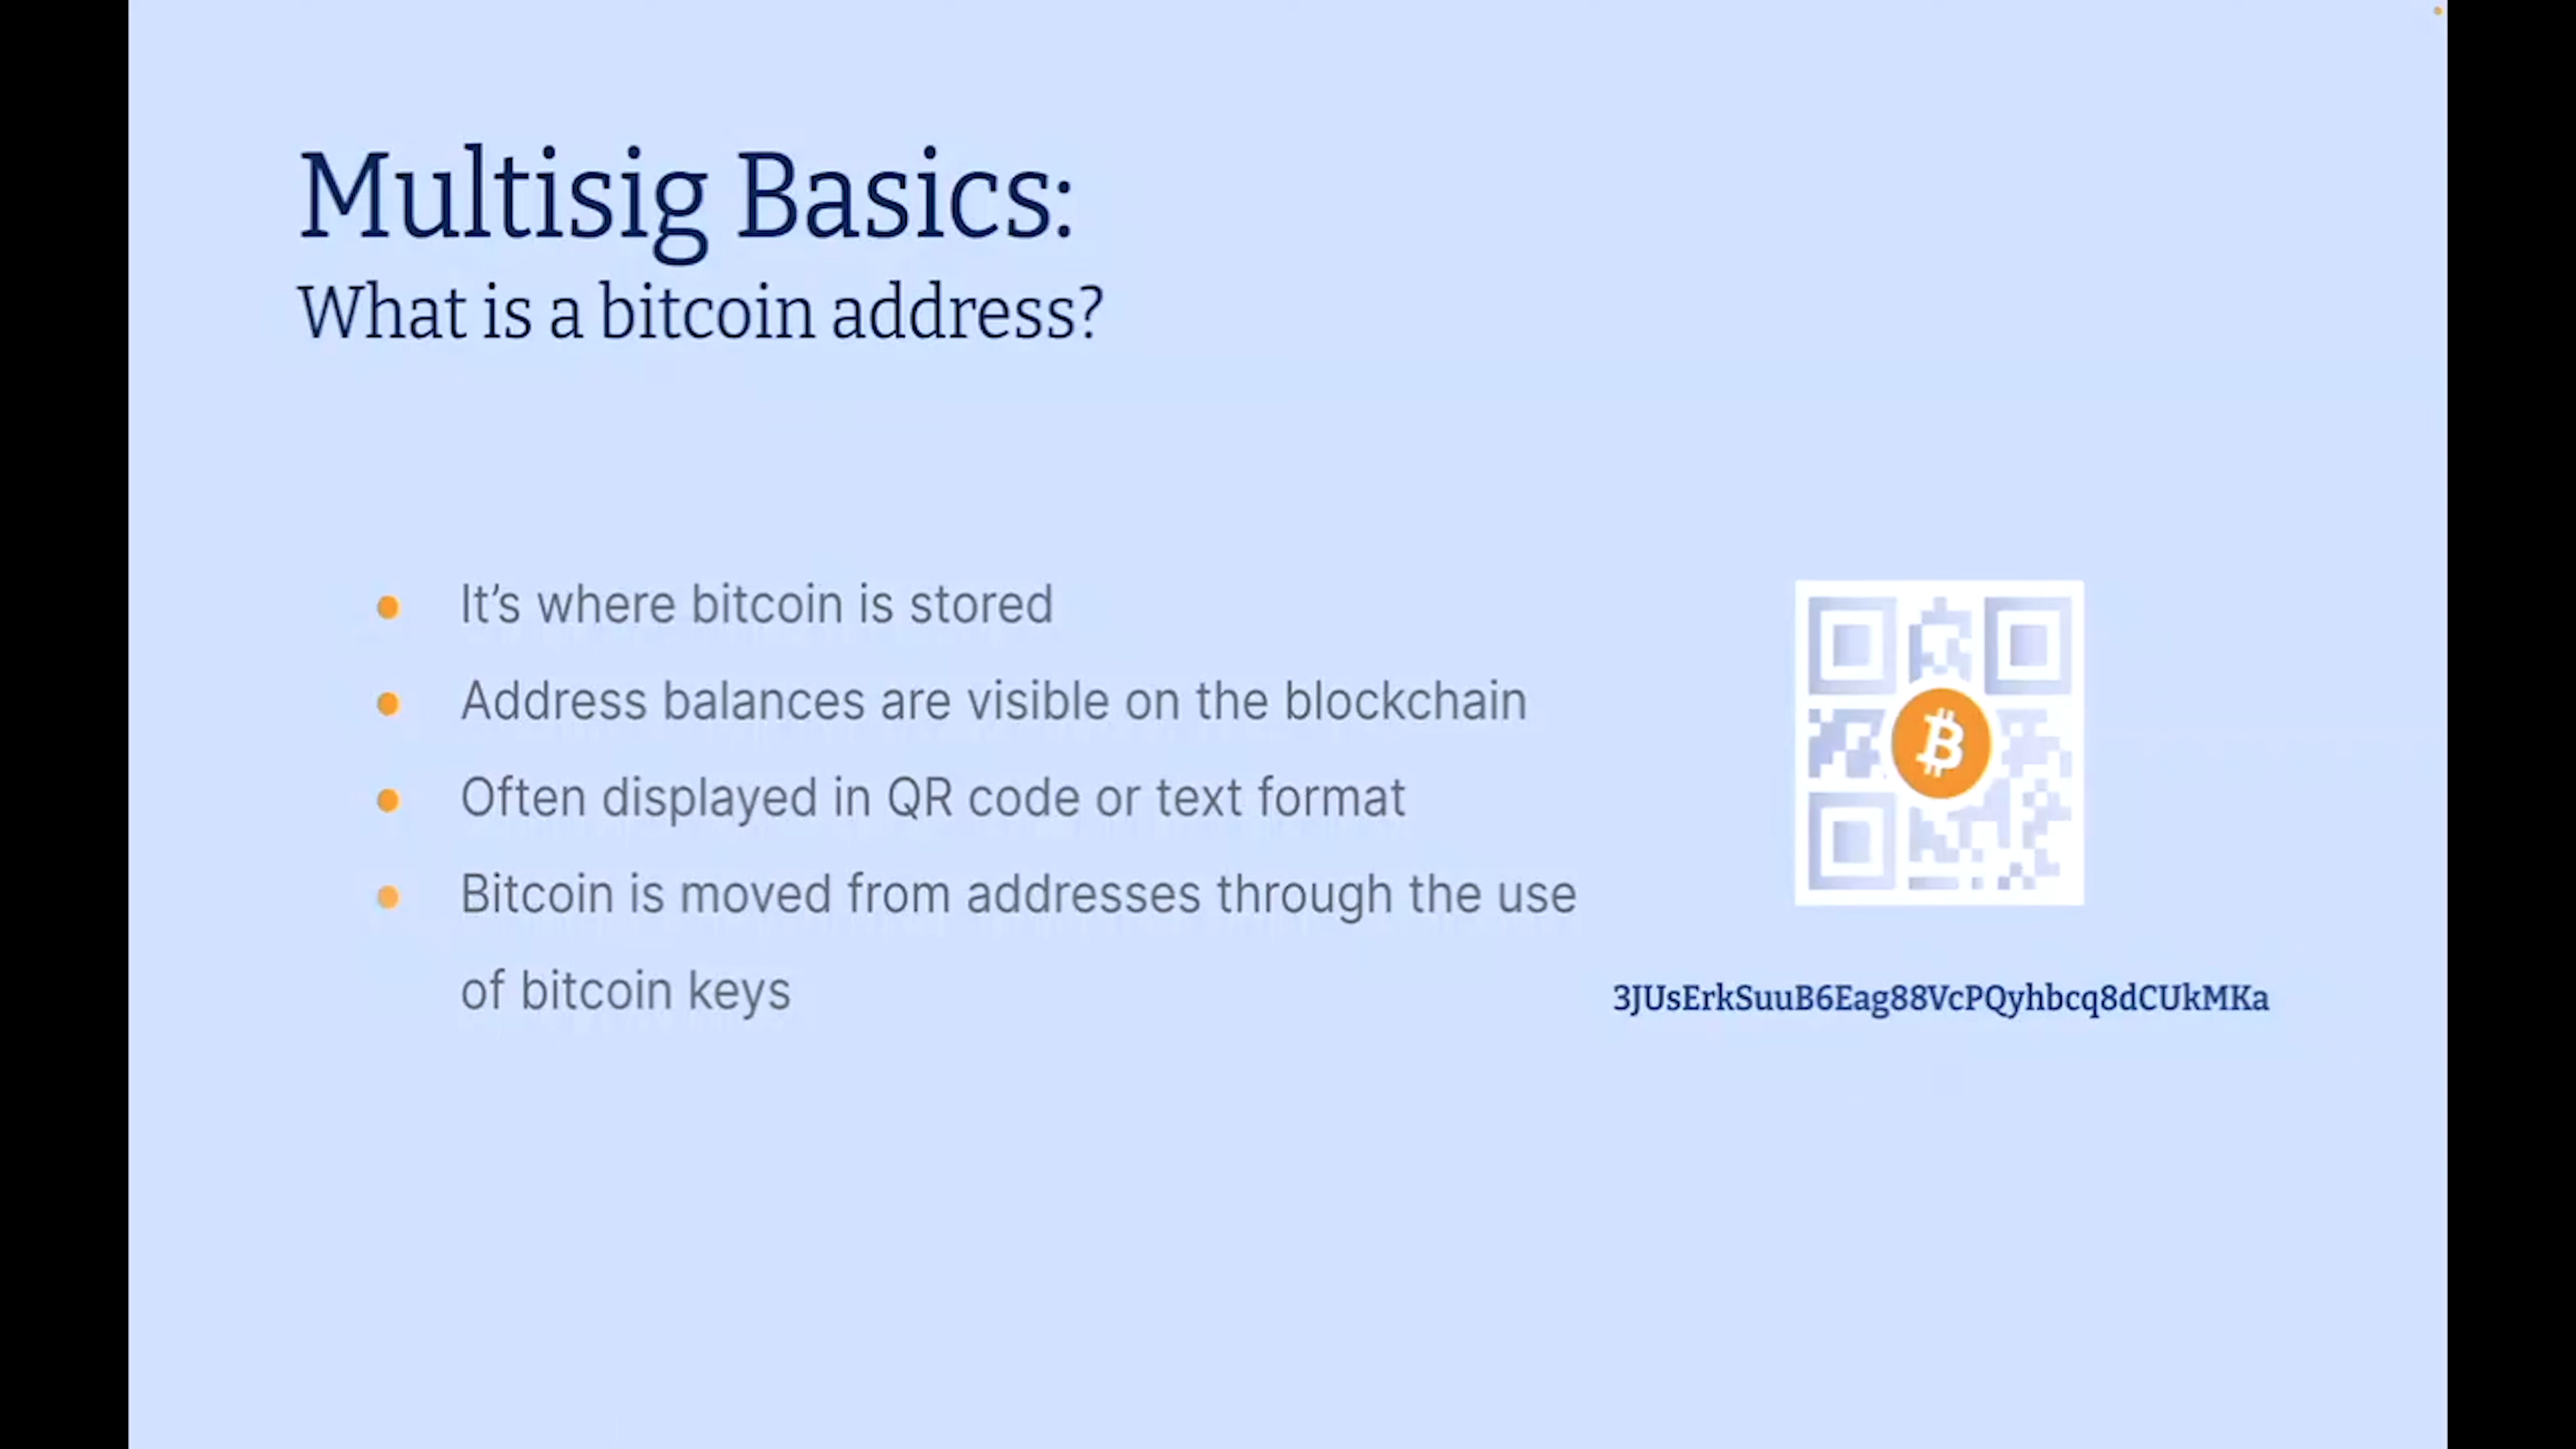 Multisig Basics:
What is a bitcoin address?
It’s where bitcoin is stored
Address balances are visible on the blockchain
Often displayed in QR code or text format
Bitcoin is moved from addresses through the use
of bitcoin keys
3JUsErkSuuB6Eag88VcPQyhbcq8dCUkMKa